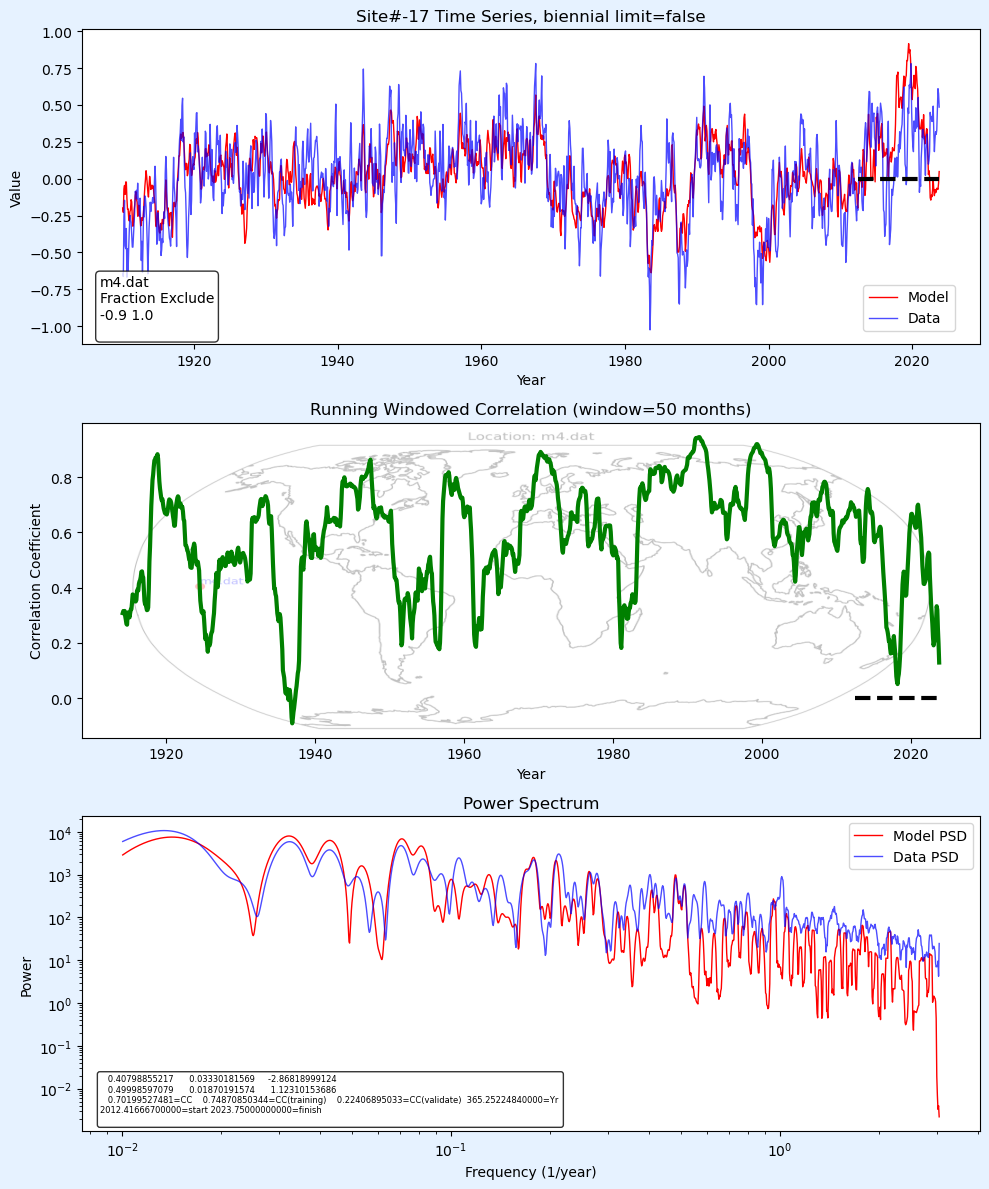 Site#-17 Time Series, biennial limit=false
1.00
0.75
0.50
0.25
0.00
−0.25
−0.50
−0.75
−1.00
Value
m4.dat
Fraction Exclude
-0.9 1.0
Model
Data
1920
1940
1960
1980
2000
2020
Year
Running Windowed Correlation (window=50 months)
Location: m4.dat
0.8
0.6
0.4
0.2
0.0
Correlation Coefficient
m4.dat
1920
1940
1960
1980
2000
2020
Year
Power Spectrum
10^4
10^3
10^2
10^1
10^0
10^−1
10^−2
Power
Model PSD
Data PSD
0.40798855217 0.03330181569 -2.86818999124
0.49998597079 0.01870191574 1.12310153686
0.70199527481=CC 0.74870850344=CC(training) 0.22406895033=CC(validate) 365.25224840000=Yr
2012.41666700000=start 2023.75000000000=finish
10^−2
10^−1
10^0
Frequency (1/year)